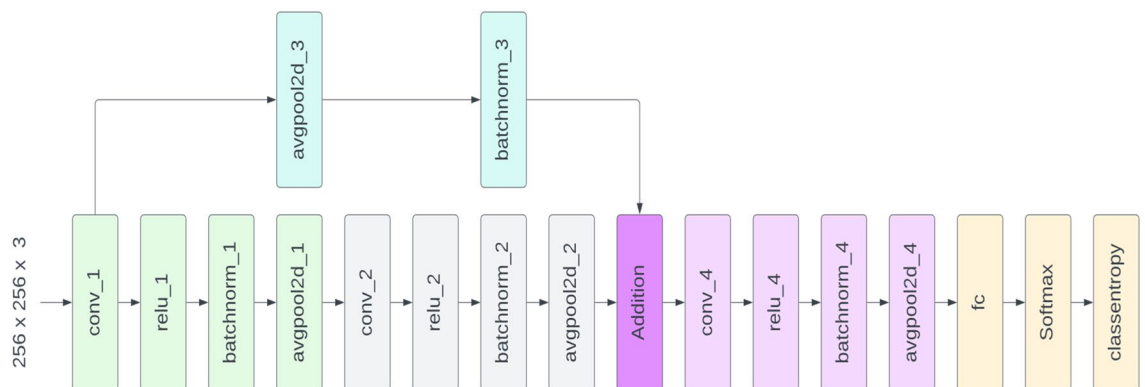 avgpool2d_3
batchnorm_3
256 x 256 x 3
conv_1
relu_1
batchnorm_1
avgpool2d_1
conv_2
relu_2
batchnorm_2
avgpool2d_2
Addition
conv_4
relu_4
batchnorm_4
avgpool2d_4
fc
Softmax
classentropy